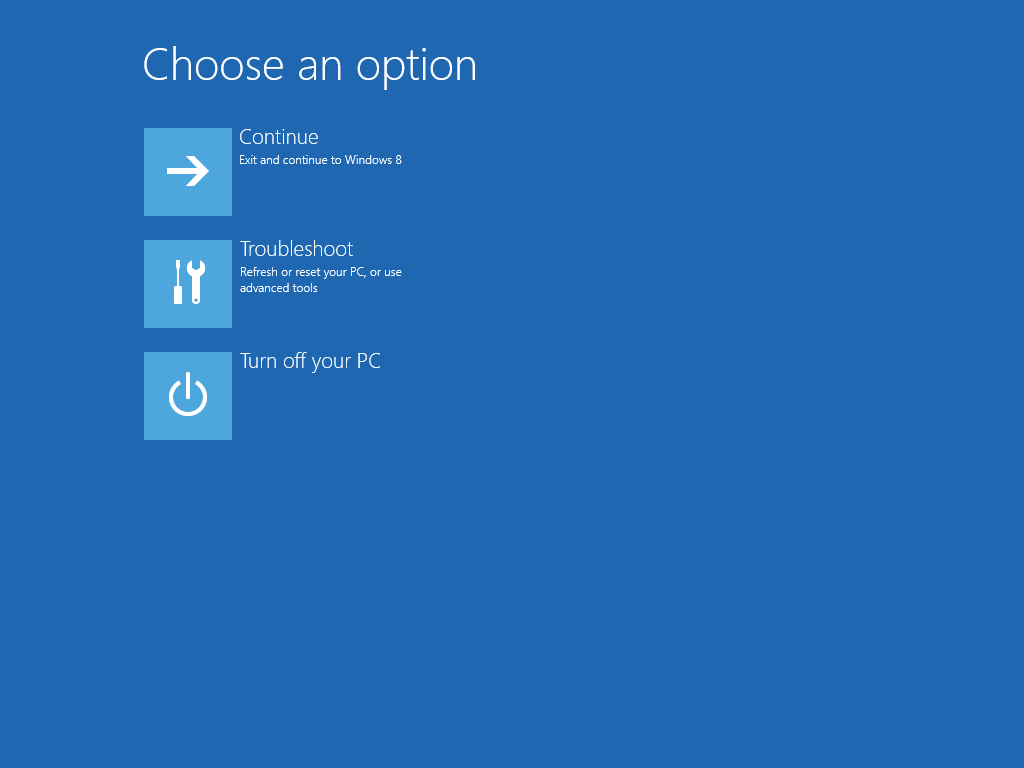 Choose an option
Continue
Exit and continue to Windows 8
Troubleshoot
Refresh or reset your PC, or use
advanced tools
Turn off your PC